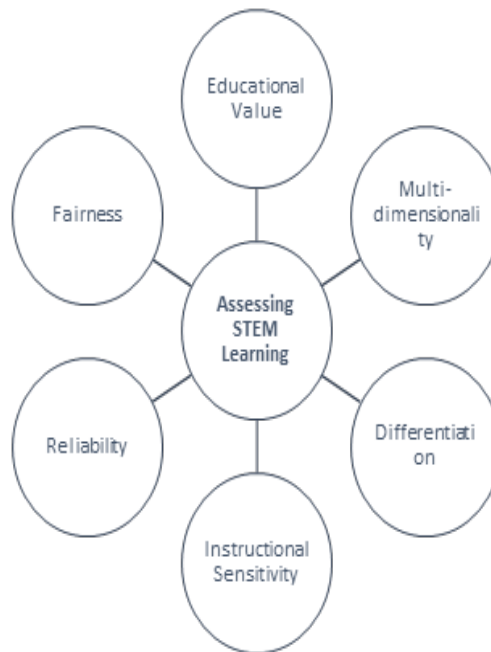 Educational
Value
Multi-
dimensionali
ty
Fairness
Assessing
STEM
Learning
Differentiati
on
Reliability
Instructional
Sensitivity